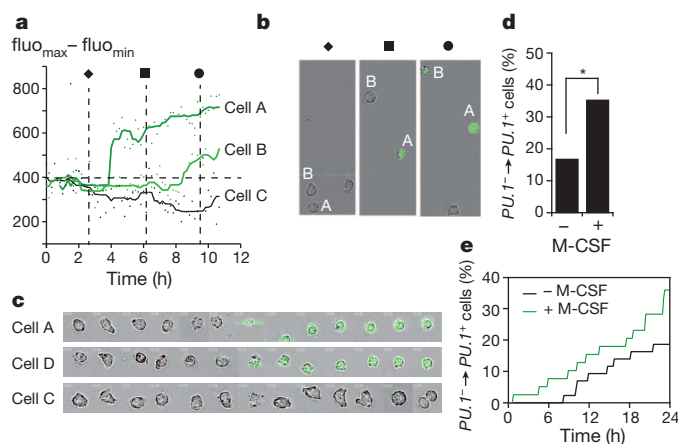 a
fluo_max – fluo_min
800
600
400
200
0 2 4 6 8 10 12
Time (h)
Cell A
Cell B
Cell C
b
B
A
B
A
B
A
c
Cell A
Cell D
Cell C
d
PU.1⁻ → PU.1⁺ cells (%)
50
40
30
20
10
0
*
– +
M-CSF
e
PU.1⁻ → PU.1⁺ cells (%)
40
30
20
10
0
– M-CSF
+ M-CSF
0 6 12 18 24
Time (h)